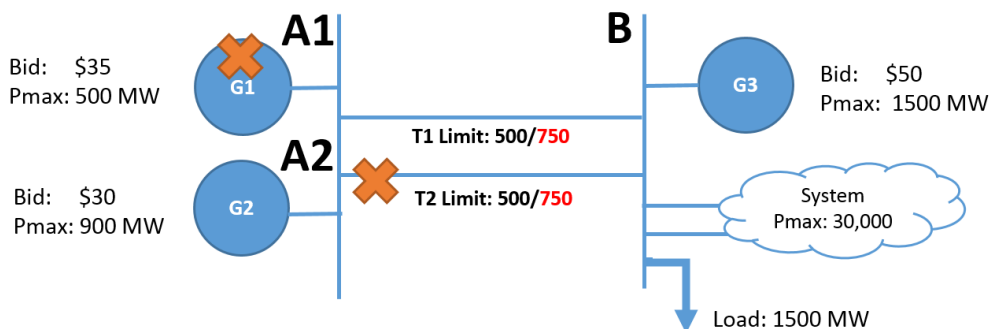 A1
B
Bid: $35
Pmax: 500 MW
G1
G3
Bid: $50
Pmax: 1500 MW
T1 Limit: 500/750
A2
T2 Limit: 500/750
Bid: $30
Pmax: 900 MW
G2
System
Pmax: 30,000
Load: 1500 MW